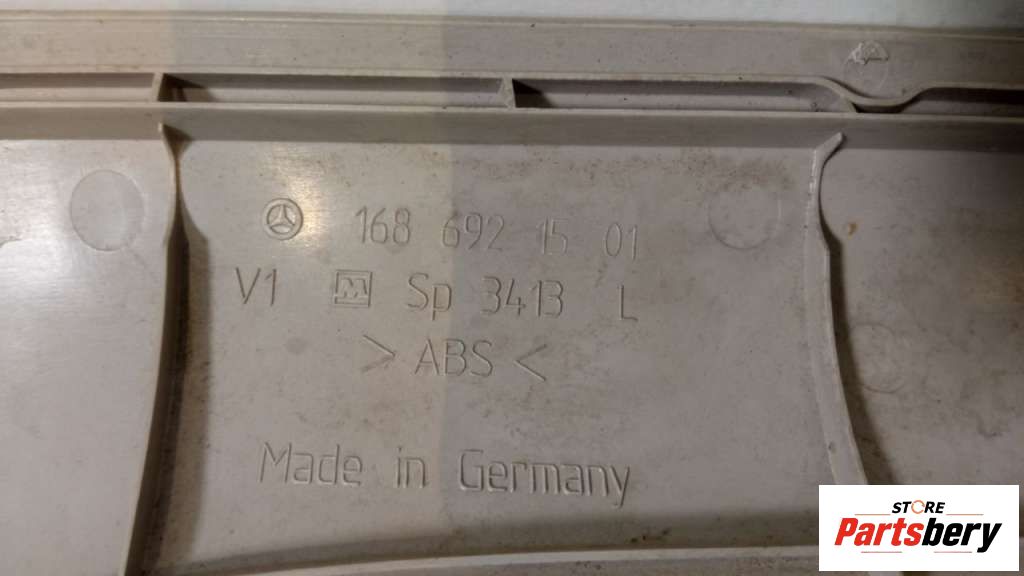 168 692 15 01
V1 M Sp 3413 L
>ABS<
Made in Germany
STORE
Partsbery